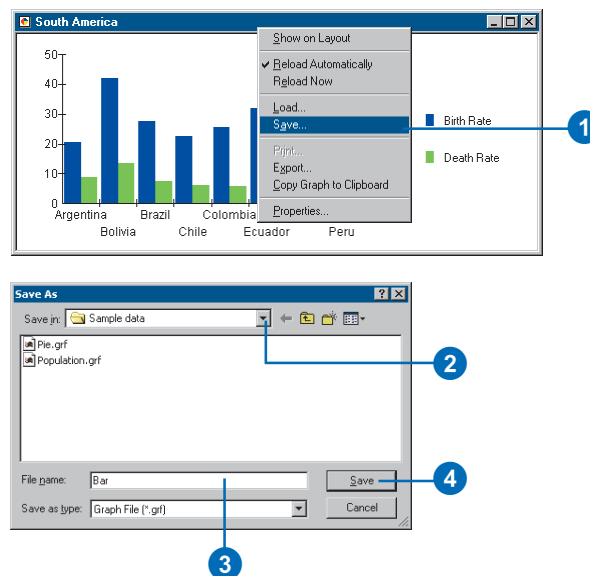 South America
Show on Layout
Reload Automatically
Reload Now
Load...
Save...
Print...
Export...
Copy Graph to Clipboard
Properties...
50
40
30
20
10
0
Argentina Brazil Colombia
Bolivia Chile Ecuador Peru
Birth Rate
Death Rate
1
Save As
Save in: Sample data
Pie.grf
Population.grf
2
File name: Bar Save
4
Save as type: Graph File (*.grf) Cancel
3